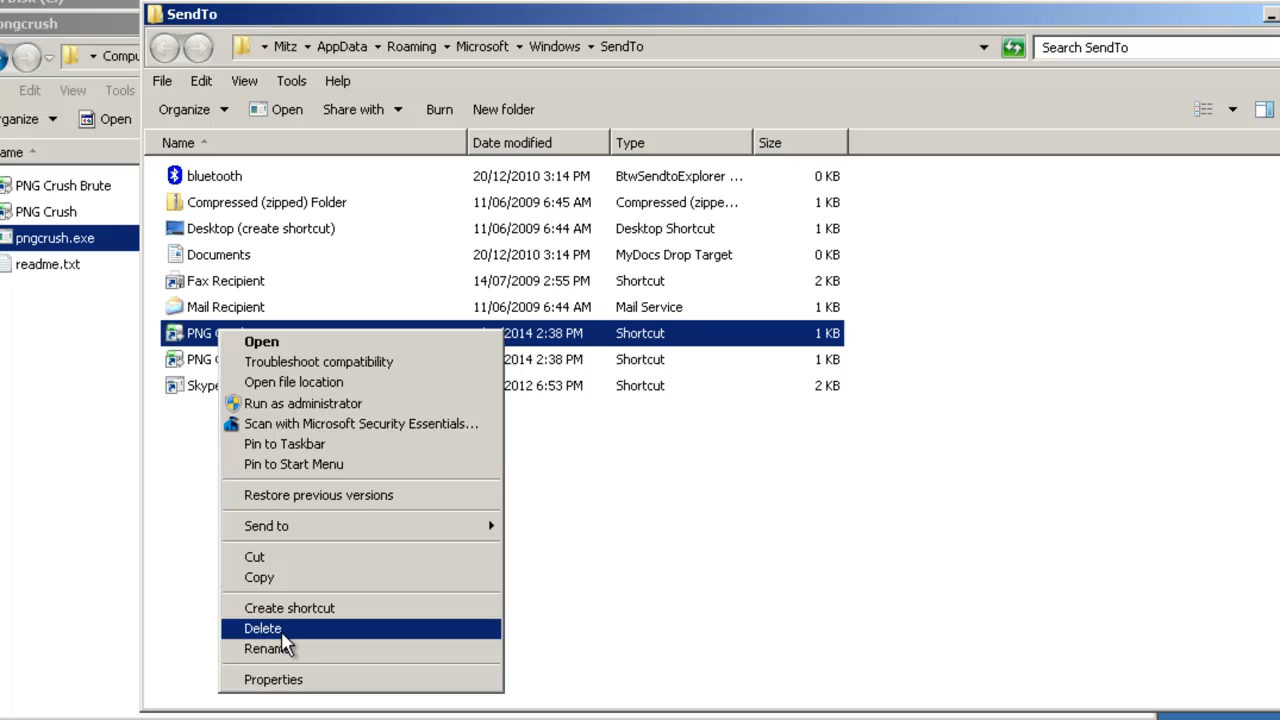 Disk (C:)
pngcrush
Compu
Edit View Tools
rganize Open
ame
PNG Crush Brute
PNG Crush
pngcrush.exe
readme.txt
SendTo
Mitz AppData Roaming Microsoft Windows SendTo
Search SendTo
File Edit View Tools Help
Organize Open Share with Burn New folder
Name Date modified Type Size
bluetooth 20/12/2010 3:14 PM BtwSendtoExplorer ... 0 KB
Compressed (zipped) Folder 11/06/2009 6:45 AM Compressed (zippe... 1 KB
Desktop (create shortcut) 11/06/2009 6:44 AM Desktop Shortcut 1 KB
Documents 20/12/2010 3:14 PM MyDocs Drop Target 0 KB
Fax Recipient 14/07/2009 2:55 PM Shortcut 2 KB
Mail Recipient 11/06/2009 6:44 AM Mail Service 1 KB
PNG 2014 2:38 PM Shortcut 1 KB
PNG 2014 2:38 PM Shortcut 1 KB
Skype 2012 6:53 PM Shortcut 2 KB
Open
Troubleshoot compatibility
Open file location
Run as administrator
Scan with Microsoft Security Essentials...
Pin to Taskbar
Pin to Start Menu
Restore previous versions
Send to
Cut
Copy
Create shortcut
Delete
Rename
Properties